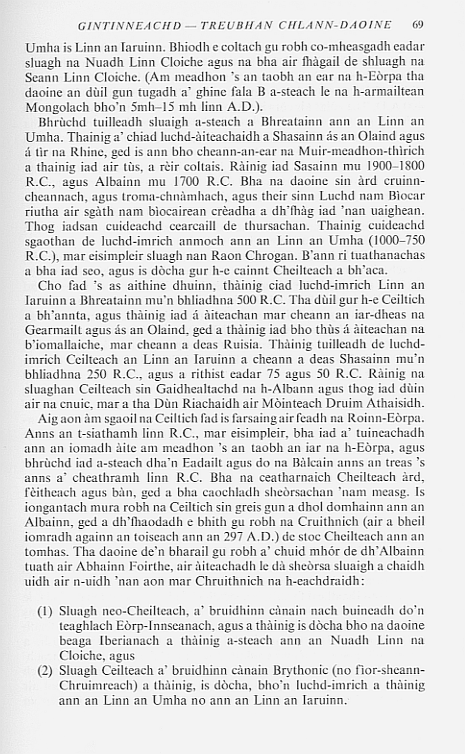 GINTINNEACHD — TREUBHAN CHLANN-DAOINE 69
Umha is Linn an Iaruinn. Bhiodh e coltach gu robh co-mheasgadh eadar
sluagh na Nuadh Linn Cloiche agus na bha air fhàgail de shluagh na
Seann Linn Cloiche. (Am meadhon 's an taobh an ear na h-Eòrpa tha
daoine an dùil gun tugadh a' ghine fala B a-steach le na h-armailtean
Mongolach bho'n 5mh–15 mh linn A.D.).
Bhrùchd tuilleadh sluaigh a-steach a Bhreatainn ann an Linn an
Umha. Thainig a' chiad luchd-àiteachaidh a Shasainn ás an Olaind agus
á tìr na Rhine, ged is ann bho cheann-an-ear na Muir-meadhon-thìrich
a thainig iad air tùs, a rèir coltais. Ràinig iad Sasainn mu 1900–1800
R.C., agus Albainn mu 1700 R.C. Bha na daoine sin àrd cruinn-
cheannach, agus troma-chnàmhach, agus their sinn Luchd nam Bìocar
riutha air sgàth nam bìocairean crèadha a dh'fhàg iad 'nan uaighean.
Thog iadsan cuideachd cearcaill de thursachan. Thainig cuideachd
sgaothan de luchd-imrich anmoch ann an Linn an Umha (1000–750
R.C.), mar eisimpleir sluagh nan Raon Chrogan. B'ann ri tuathanachas
a bha iad seo, agus is dòcha gur h-e cainnt Cheilteach a bh'aca.
Cho fad 's as aithine dhuinn, thàinig ciad luchd-imrich Linn an
Iaruinn a Bhreatainn mu'n bhliadhna 500 R.C. Tha dùil gur h-e Ceiltich
a bh'annta, agus thàinig iad á àiteachan mar cheann an iar-dheas na
Gearmailt agus ás an Olaind, ged a thàinig iad bho thùs á àiteachan na
b'iomallaiche, mar cheann a deas Ruisia. Thàinig tuilleadh de luchd-
imrich Ceilteach an Linn an Iaruinn a cheann a deas Shasainn mu'n
bhliadhna 250 R.C., agus a rithist eadar 75 agus 50 R.C. Ràinig na
sluaghan Ceilteach sin Gaidhealtachd na h-Albann agus thog iad dùin
air na cnuic, mar a tha Dùn Riachaidh air Mòinteach Druim Athaisidh.
Aig aon àm sgaoil na Ceiltich fad is farsaing air feadh na Roinn-Eòrpa.
Anns an t-siathamh linn R.C., mar eisimpleir, bha iad a' tuineachadh
ann an iomadh àite am meadhon 's an taobh an iar na h-Eòrpa, agus
bhrùchd iad a-steach dha'n Eadailt agus do na Bàlcain anns an treas 's
anns a' cheathramh linn R.C. Bha na ceatharnaich Cheilteach àrd,
fèitheach agus bàn, ged a bha caochladh sheòrsachan 'nam measg. Is
iongantach mura robh na Ceiltich sin greis gun a dhol domhainn ann an
Albainn, ged a dh'fhaodadh e bhith gu robh na Cruithnich (air a bheil
iomradh againn an toiseach ann an 297 A.D.) de stoc Ceilteach ann an
tomhas. Tha daoine de'n bharail gu robh a' chuid mhór de dh'Albainn
tuath air Abhainn Foirthe, air àiteachadh le dà sheòrsa sluaigh a chaidh
uidh air n-uidh 'nan aon mar Chruithnich na h-eachdraidh:
(1) Sluagh neo-Cheilteach, a' bruidhinn cànain nach buineadh do'n
teaghlach Eòrp-Innseanach, agus a thàinig is dòcha bho na daoine
beaga Iberianach a thàinig a-steach ann an Nuadh Linn na
Cloiche, agus
(2) Sluagh Ceilteach a' bruidhinn cànain Brythonic (no fìor-sheann-
Chruimreach) a thàinig, is dòcha, bho'n luchd-imrich a thàinig
ann an Linn an Umha no ann an Linn an Iaruinn.